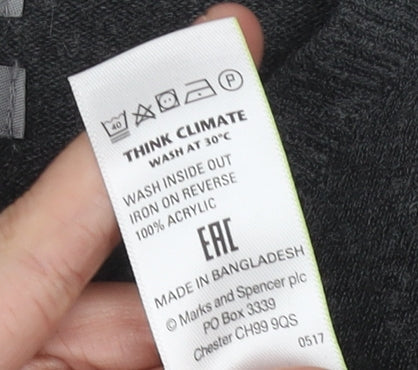 40 P
THINK CLIMATE
WASH AT 30°C
WASH INSIDE OUT
IRON ON REVERSE
100% ACRYLIC
EAC
MADE IN BANGLADESH
© Marks and Spencer plc
PO Box 3339
Chester CH99 9QS
0517